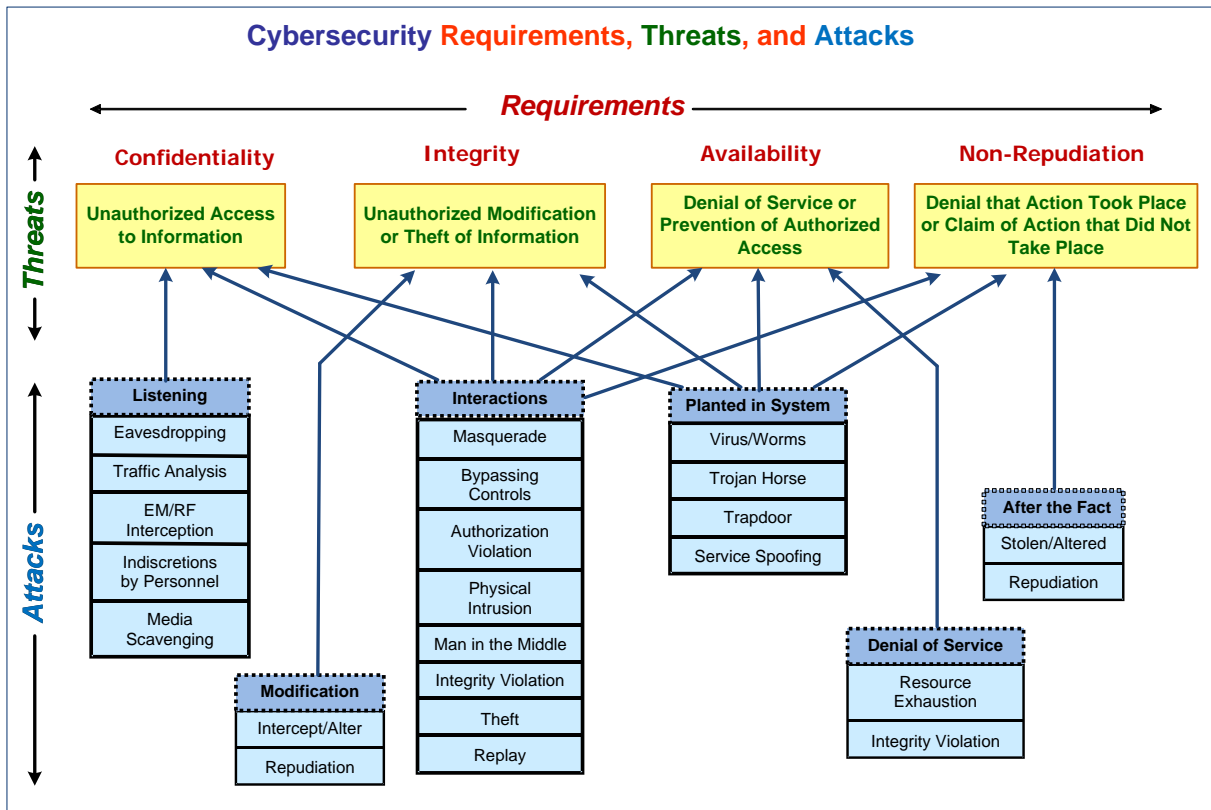 Cybersecurity Requirements, Threats, and Attacks
Requirements
Threats
Attacks
Confidentiality
Integrity
Availability
Non-Repudiation
Unauthorized Access
to Information
Unauthorized Modification
or Theft of Information
Denial of Service or
Prevention of Authorized
Access
Denial that Action Took Place
or Claim of Action that Did Not
Take Place
Listening
Eavesdropping
Traffic Analysis
EM/RF
Interception
Indiscretions
by Personnel
Media
Scavenging
Modification
Intercept/Alter
Repudiation
Interactions
Masquerade
Bypassing
Controls
Authorization
Violation
Physical
Intrusion
Man in the Middle
Integrity Violation
Theft
Replay
Planted in System
Virus/Worms
Trojan Horse
Trapdoor
Service Spoofing
Denial of Service
Resource
Exhaustion
Integrity Violation
After the Fact
Stolen/Altered
Repudiation